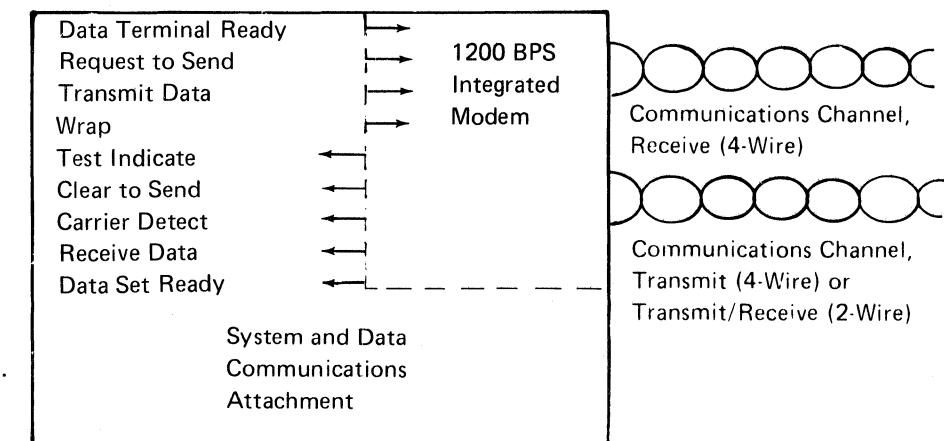 Data Terminal Ready
Request to Send
Transmit Data
Wrap
Test Indicate
Clear to Send
Carrier Detect
Receive Data
Data Set Ready
1200 BPS
Integrated
Modem
Communications Channel,
Receive (4-Wire)
Communications Channel,
Transmit (4-Wire) or
Transmit/Receive (2-Wire)
System and Data
Communications
Attachment